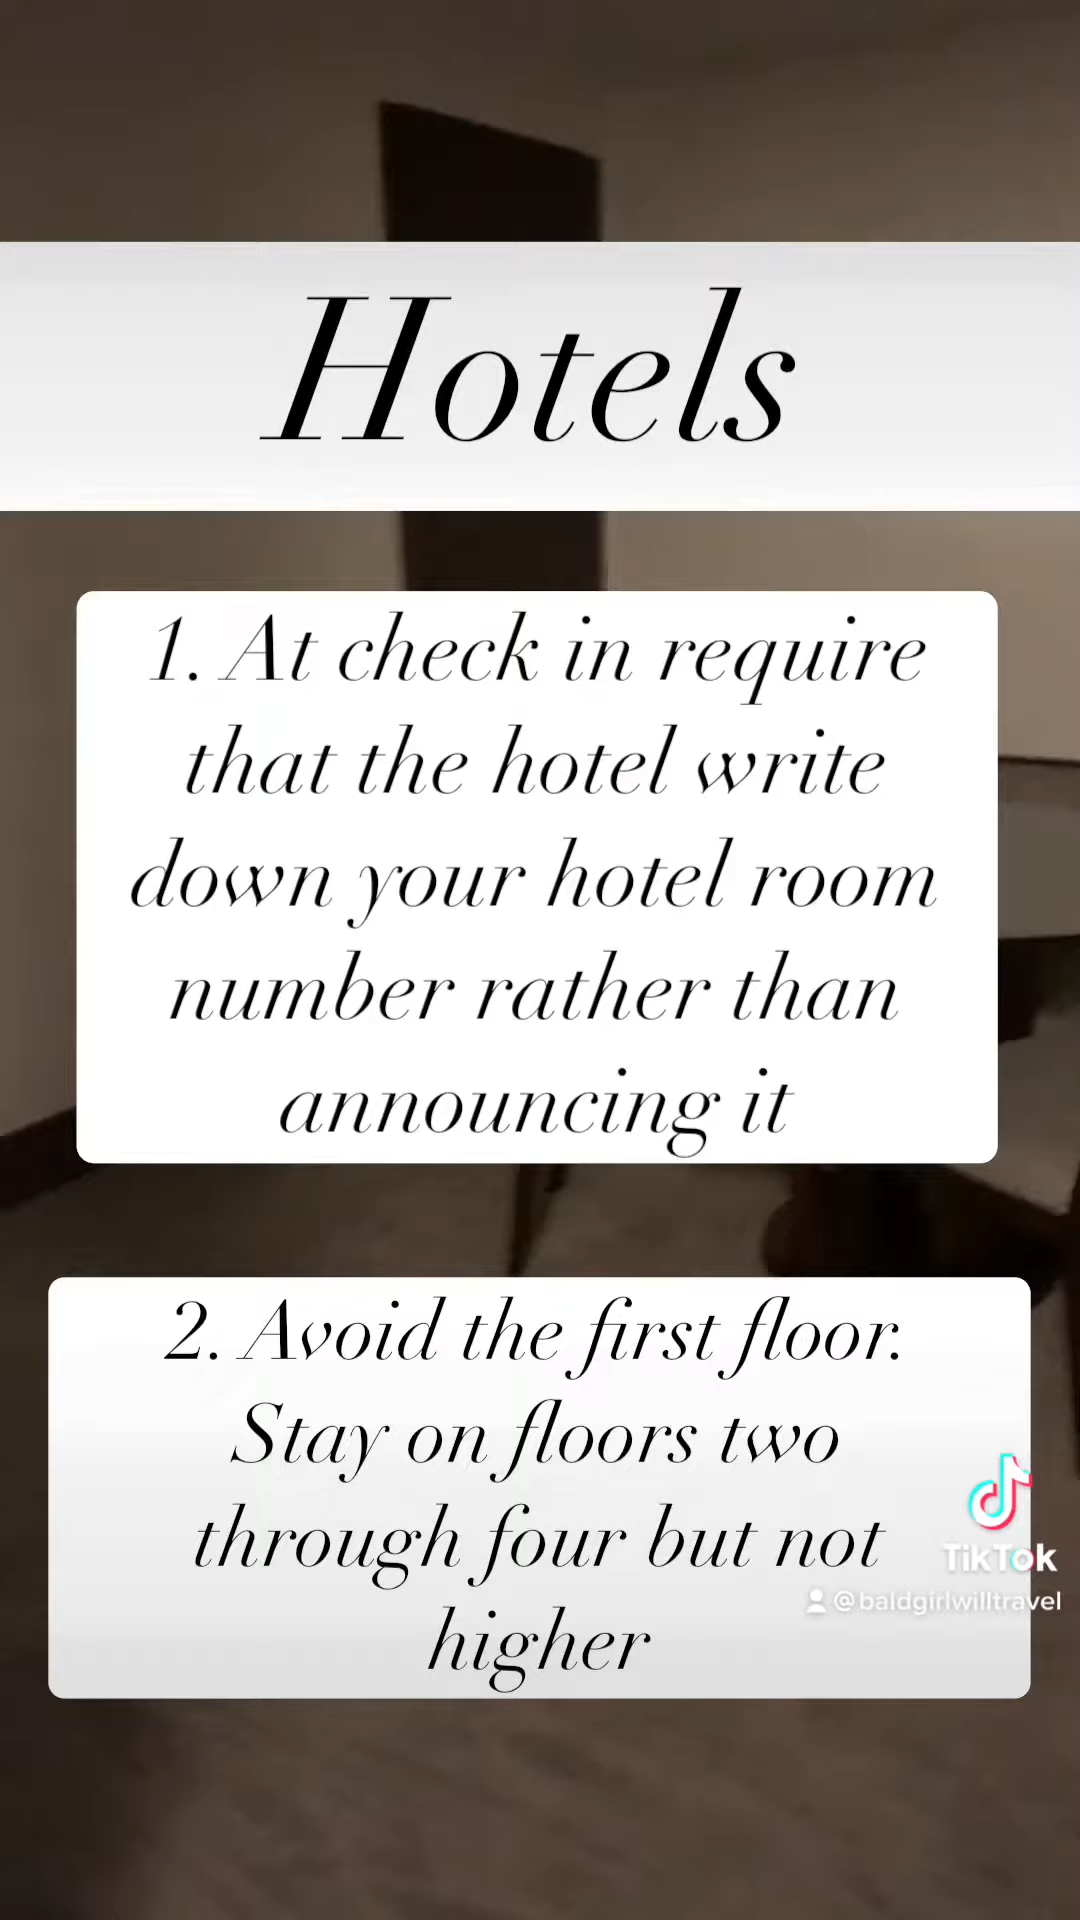 Hotels
1. At check in require
that the hotel write
down your hotel room
number rather than
announcing it
2. Avoid the first floor.
Stay on floors two
through four but not
higher
TikTok
@baldgirlwilltravel